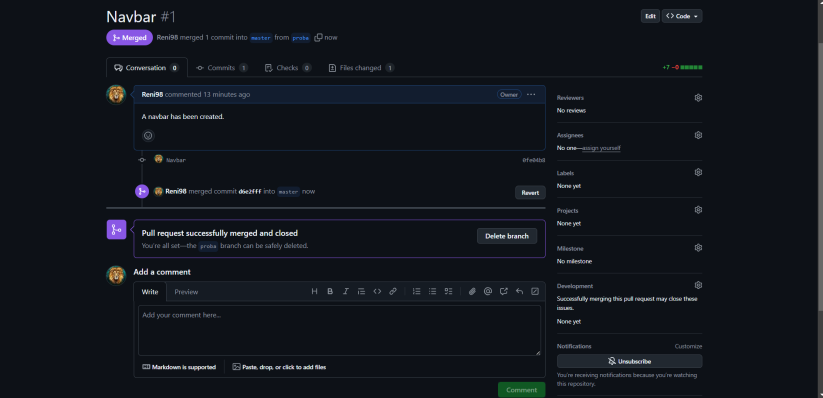 Navbar #1
Edit
Code
Merged
Reni98 merged 1 commit into master from proba now
Conversation 0
Commits 1
Checks 0
Files changed 1
+7 −0
Reni98 commented 13 minutes ago
Owner
A navbar has been created.
Navbar
0fe04b8
Reni98 merged commit d6e2fff into master now
Revert
Pull request successfully merged and closed
You're all set—the proba branch can be safely deleted.
Delete branch
Add a comment
Write
Preview
Add your comment here...
Markdown is supported
Paste, drop, or click to add files
Comment
Reviewers
No reviews
Assignees
No one—assign yourself
Labels
None yet
Projects
None yet
Milestone
No milestone
Development
Successfully merging this pull request may close these
issues.
None yet
Notifications
Customize
Unsubscribe
You're receiving notifications because you're watching
this repository.